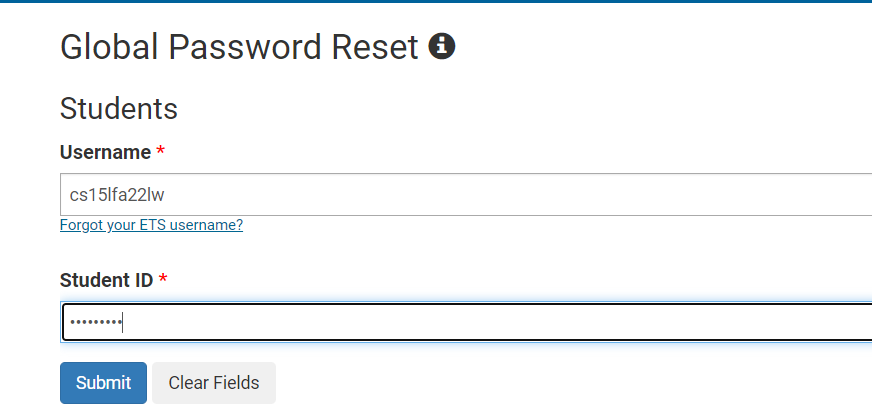 Global Password Reset
Students
Username *
cs15lfa22lw
Forgot your ETS username?
Student ID *
•••••••••
Submit Clear Fields